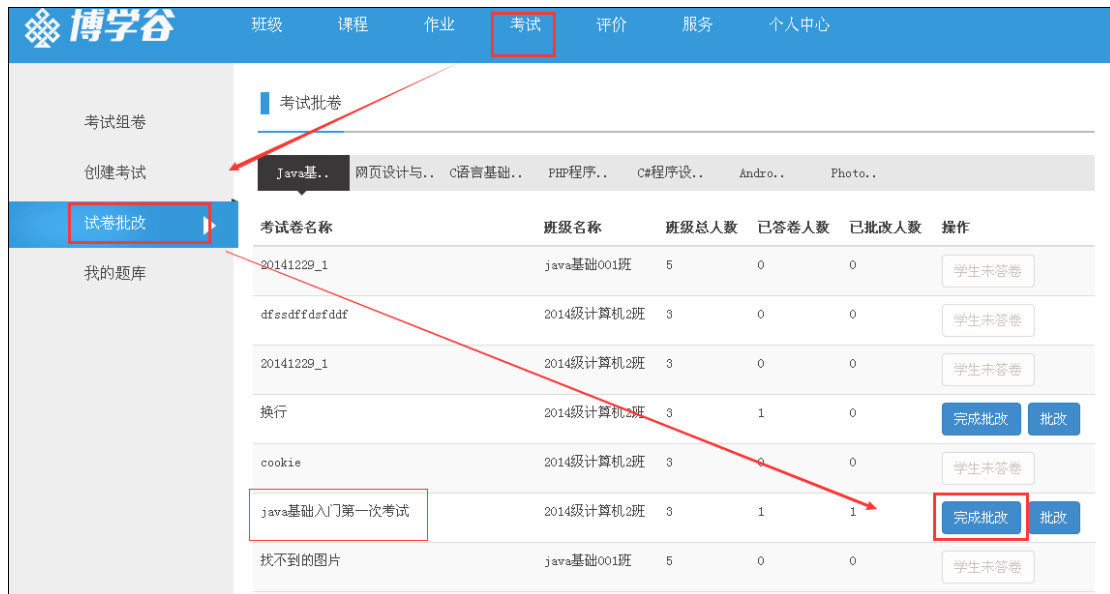 博学谷 班级 课程 作业 考试 评价 服务 个人中心
考试组卷
创建考试
试卷批改
我的题库
考试批卷
Java基.. 网页设计与.. C语言基础.. PHP程序.. C#程序设.. Andro.. Photo..
考试卷名称 班级名称 班级总人数 已答卷人数 已批改人数 操作
20141229_1 java基础001班 5 0 0 学生未答卷
dfssdffdsfddf 2014级计算机2班 3 0 0 学生未答卷
20141229_1 2014级计算机2班 3 0 0 学生未答卷
换行 2014级计算机2班 3 1 0 完成批改 批改
cookie 2014级计算机2班 3 0 0 学生未答卷
java基础入门第一次考试 2014级计算机2班 3 1 1 完成批改 批改
找不到的图片 java基础001班 5 0 0 学生未答卷